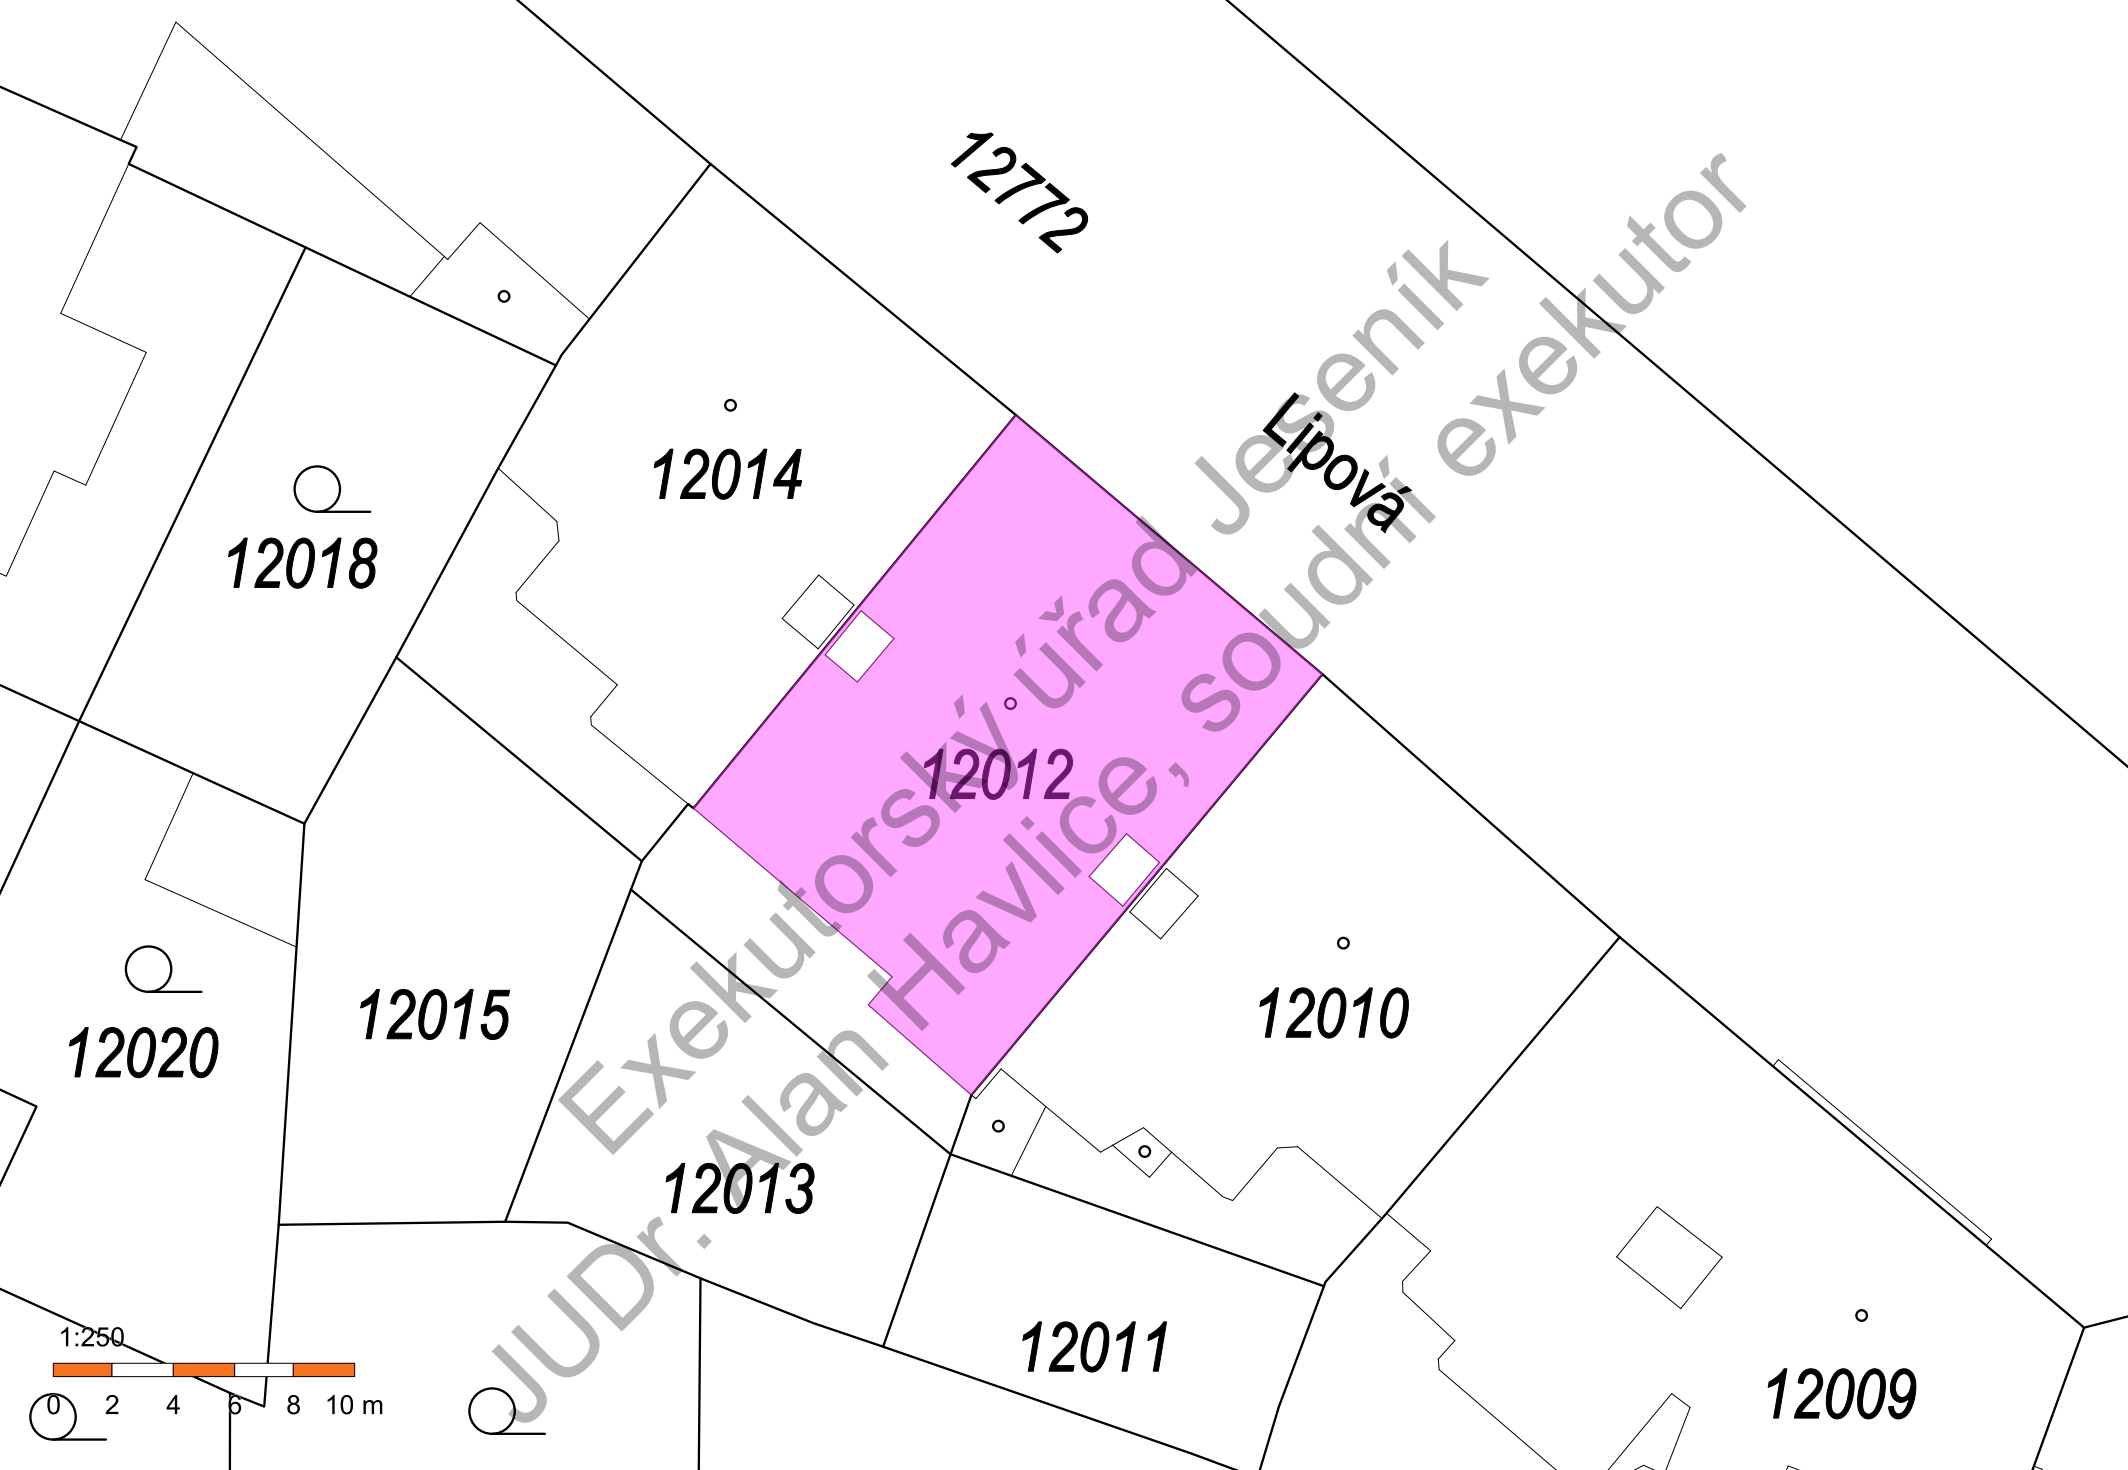 12772
Lipová
12014
12018
12012
12010
12015
12020
12013
12011
12009
Exekutorský úřad Jeseník
JUDr. Alan Havlice, soudní exekutor
1:250
0 2 4 6 8 10 m